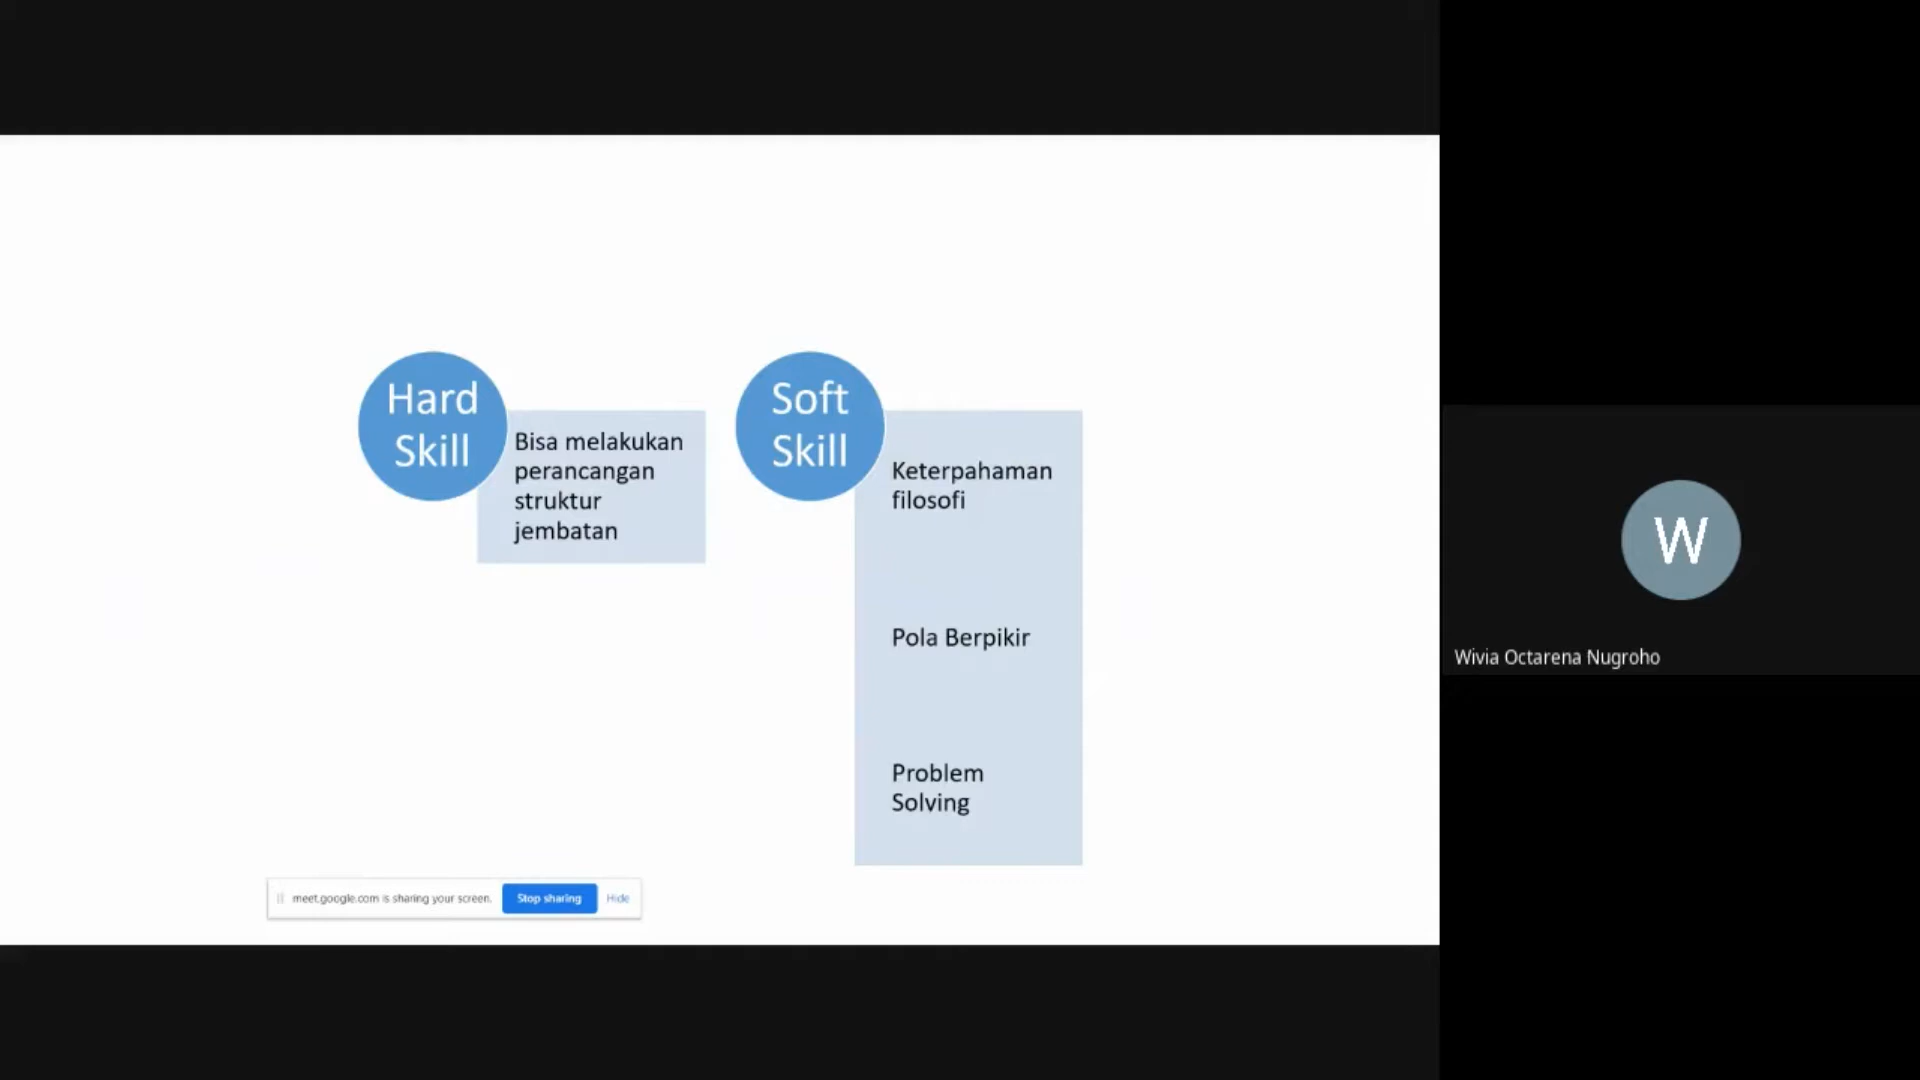 Hard
Skill
Bisa melakukan
perancangan
struktur
jembatan
Soft
Skill
Keterpahaman
filosofi
Pola Berpikir
Problem
Solving
meet.google.com is sharing your screen.
Stop sharing
Hide
W
Wivia Octarena Nugroho